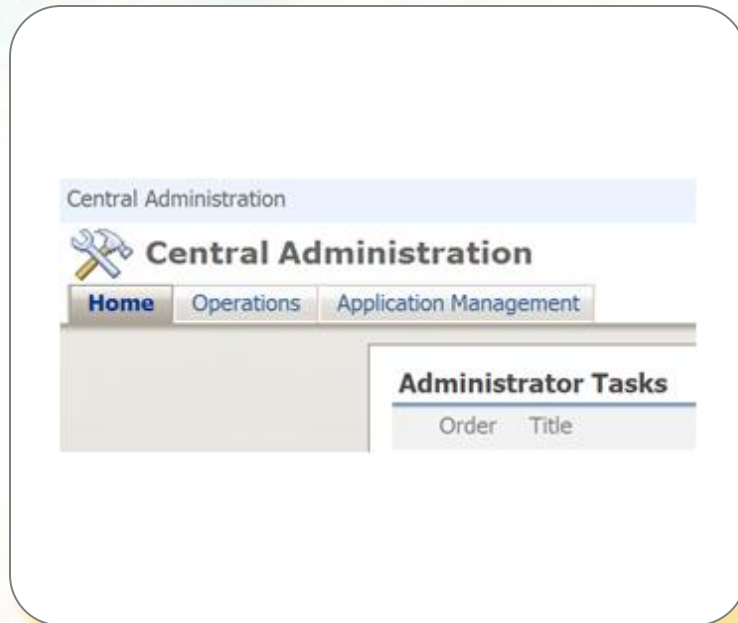 Central Administration
Central Administration
Home Operations Application Management
Administrator Tasks
Order Title